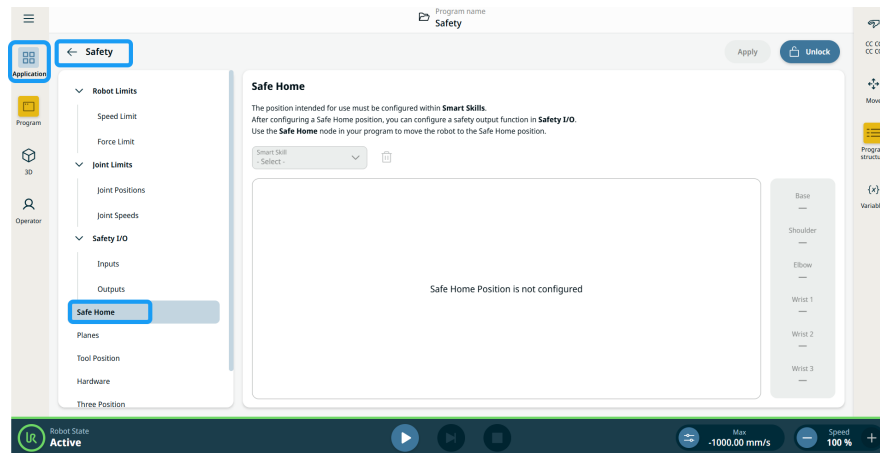 Program name
Safety
Application
Program
3D
Operator
Safety
Apply
Unlock
Robot Limits
Speed Limit
Force Limit
Joint Limits
Joint Positions
Joint Speeds
Safety I/O
Inputs
Outputs
Safe Home
Planes
Tool Position
Hardware
Three Position
Safe Home
The position intended for use must be configured within Smart Skills.
After configuring a Safe Home position, you can configure a safety output function in Safety I/O.
Use the Safe Home node in your program to move the robot to the Safe Home position.
Smart Skill
- Select -
Safe Home Position is not configured
Base
—
Shoulder
—
Elbow
—
Wrist 1
—
Wrist 2
—
Wrist 3
—
Move
{x}
Robot State
Active
Max
-1000.00 mm/s
Speed
100 %